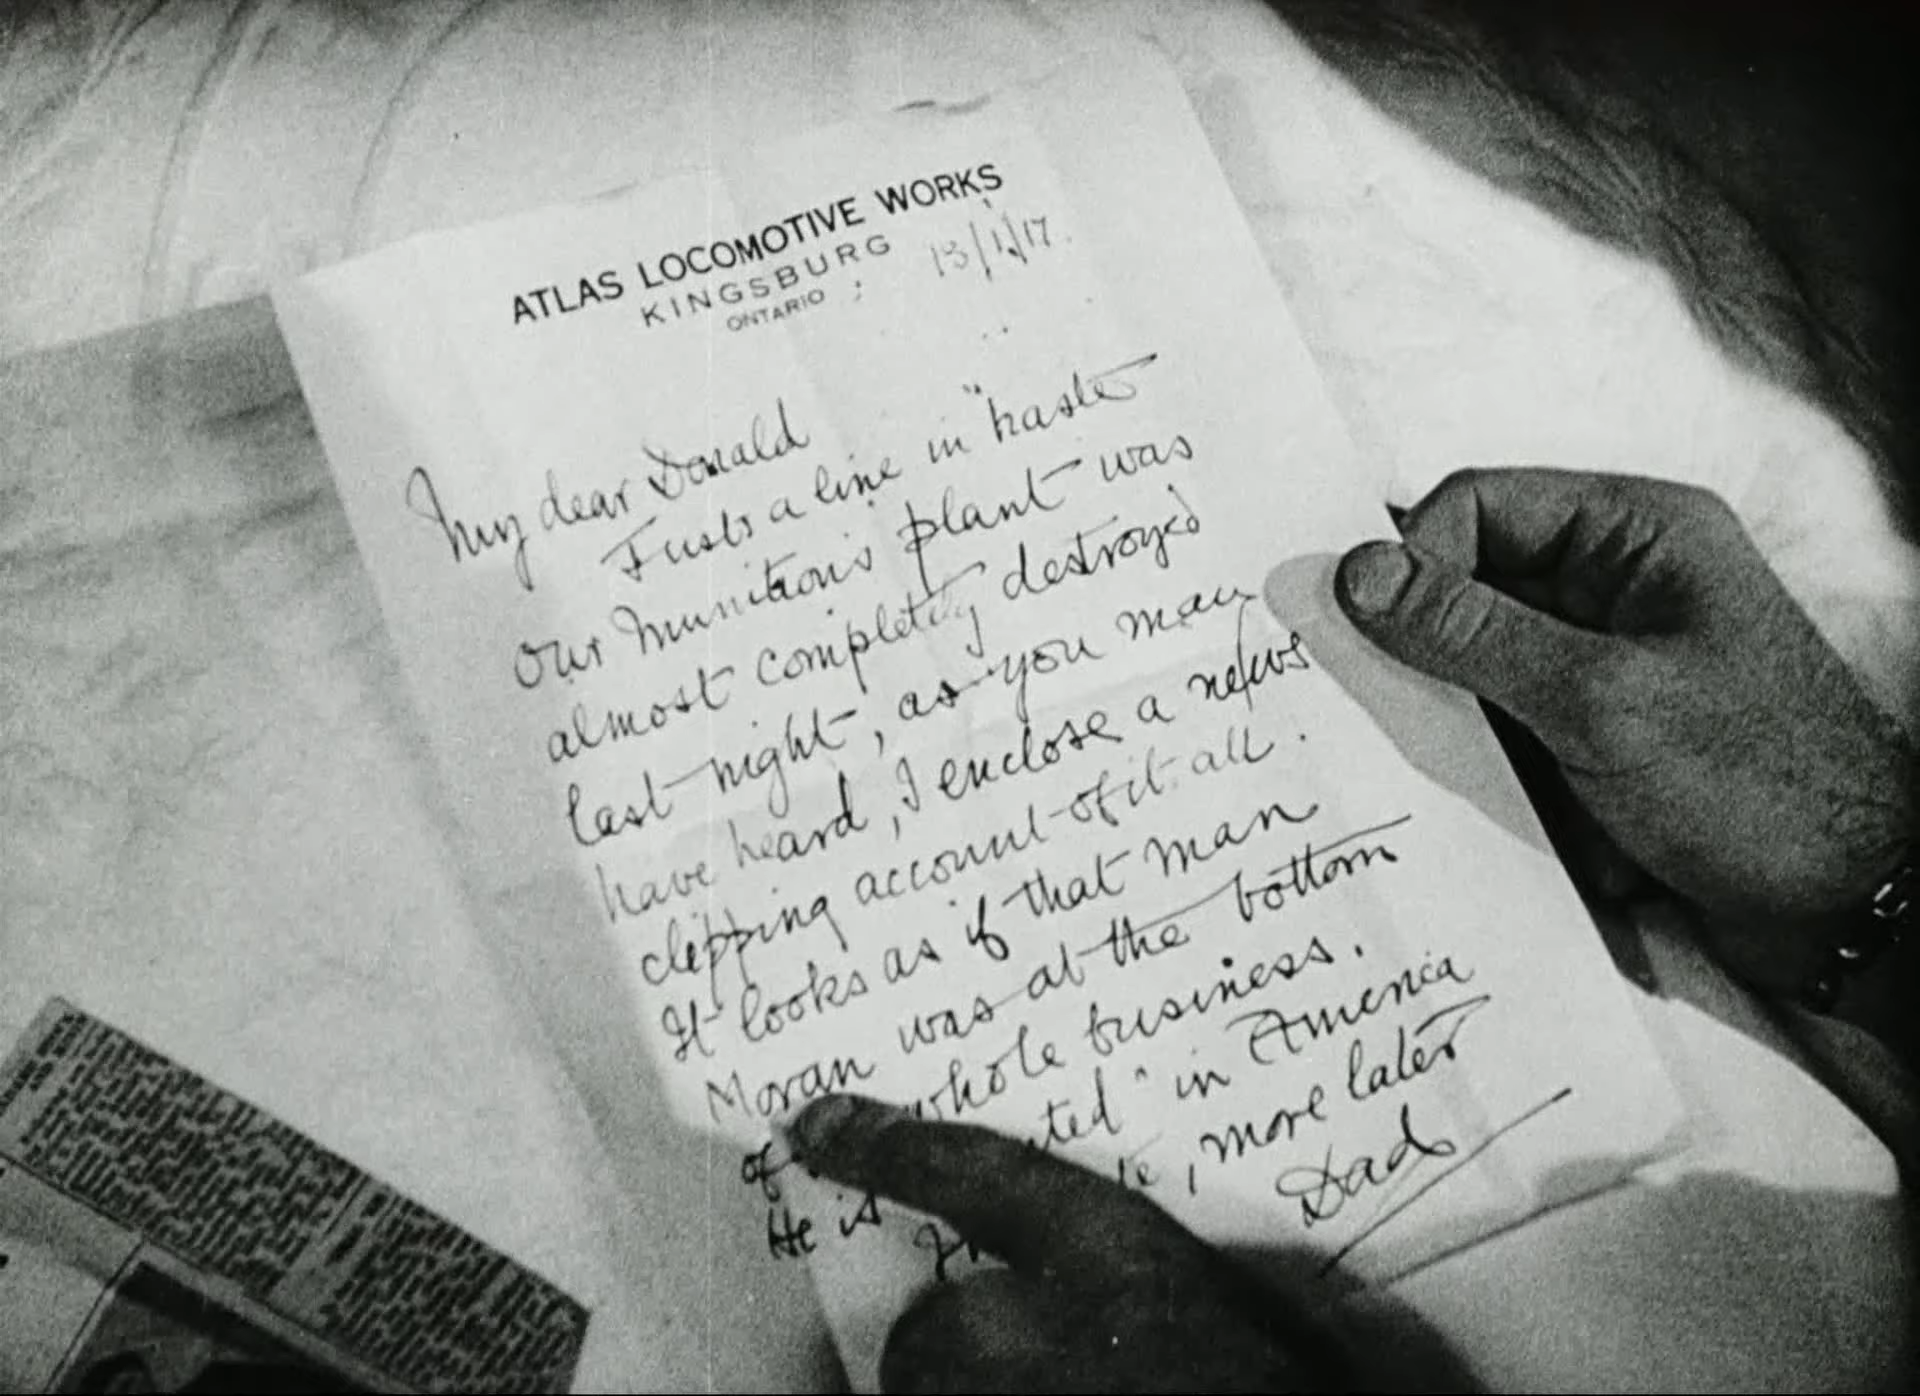 ATLAS LOCOMOTIVE WORKS
KINGSBURG
ONTARIO
13/1/17.
My dear Donald
Just a line in "haste
Our Munitions plant was
almost completely destroyed
last night, as you may
have heard, I enclose a news
clipping account of it all.
It looks as if that man
Moran was at the bottom
of whole business.
He is in America
, more later
Dad